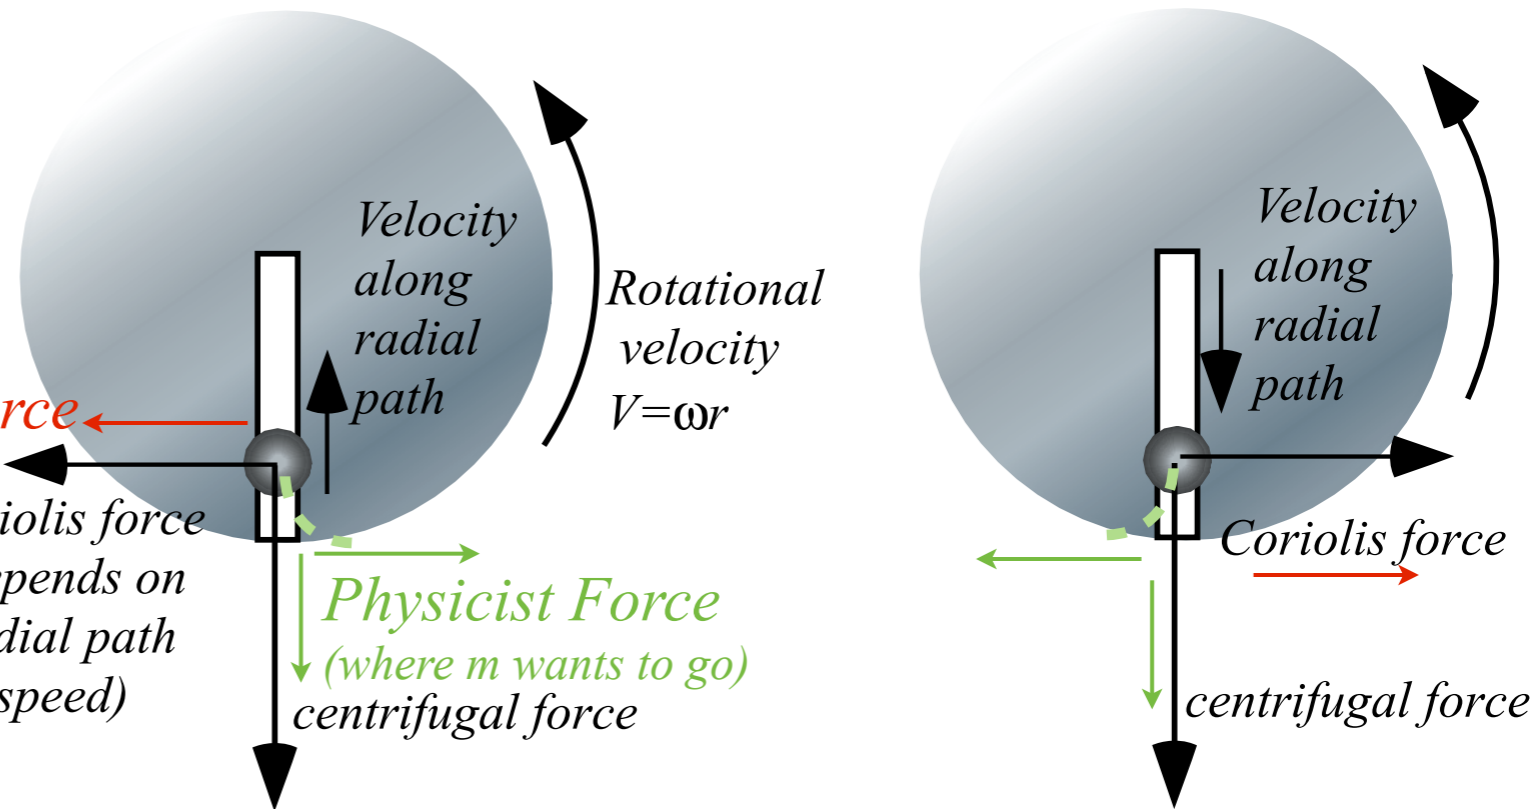 Velocity
along
radial
path
Rotational
velocity
V=ωr
rce
iolis force
pends on
dial path
speed)
Physicist Force
(where m wants to go)
centrifugal force
Velocity
along
radial
path
Coriolis force
centrifugal force